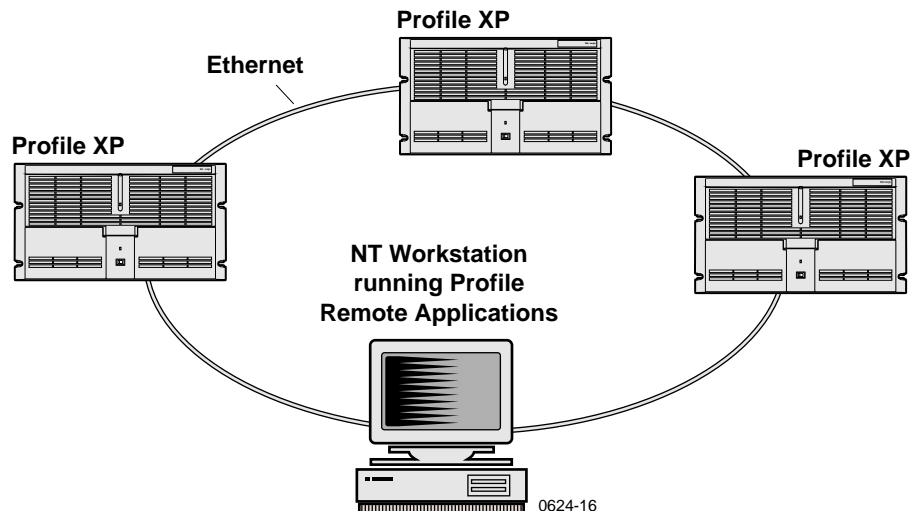 Profile XP
Ethernet
Profile XP
Profile XP
NT Workstation
running Profile
Remote Applications
0624-16